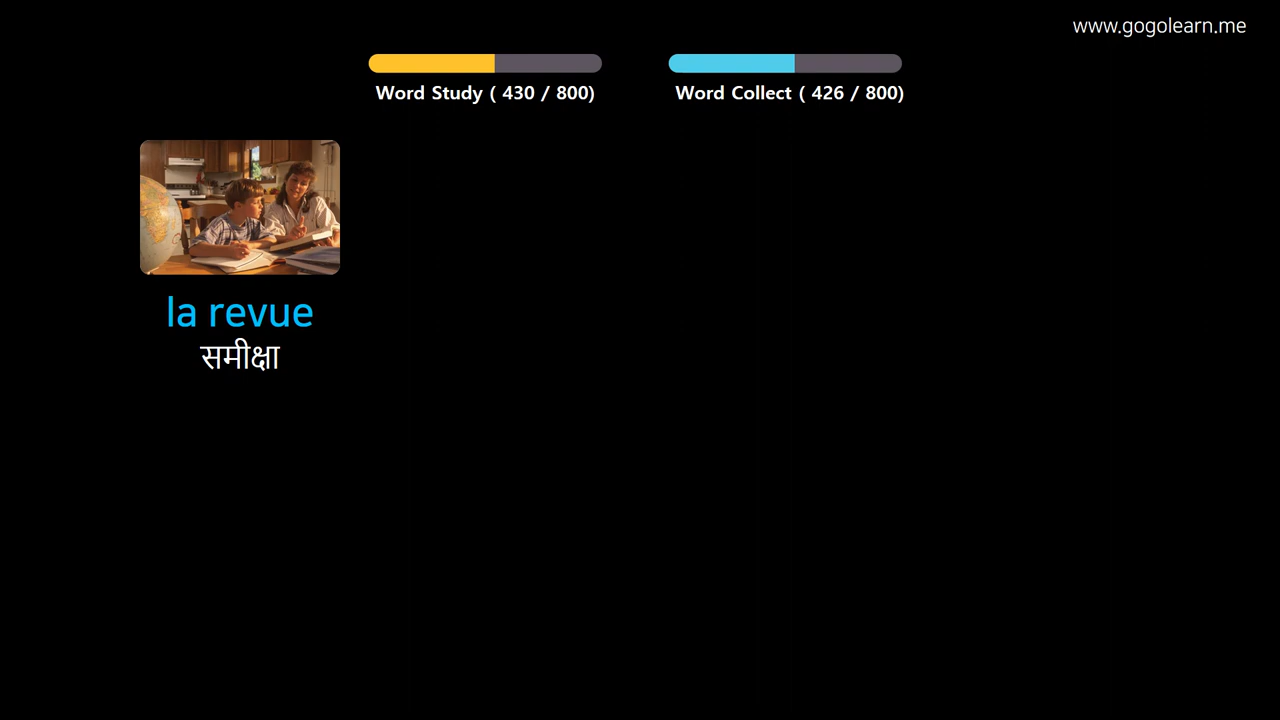 www.gogolearn.me
Word Study ( 430 / 800)
Word Collect ( 426 / 800)
la revue
समीक्षा